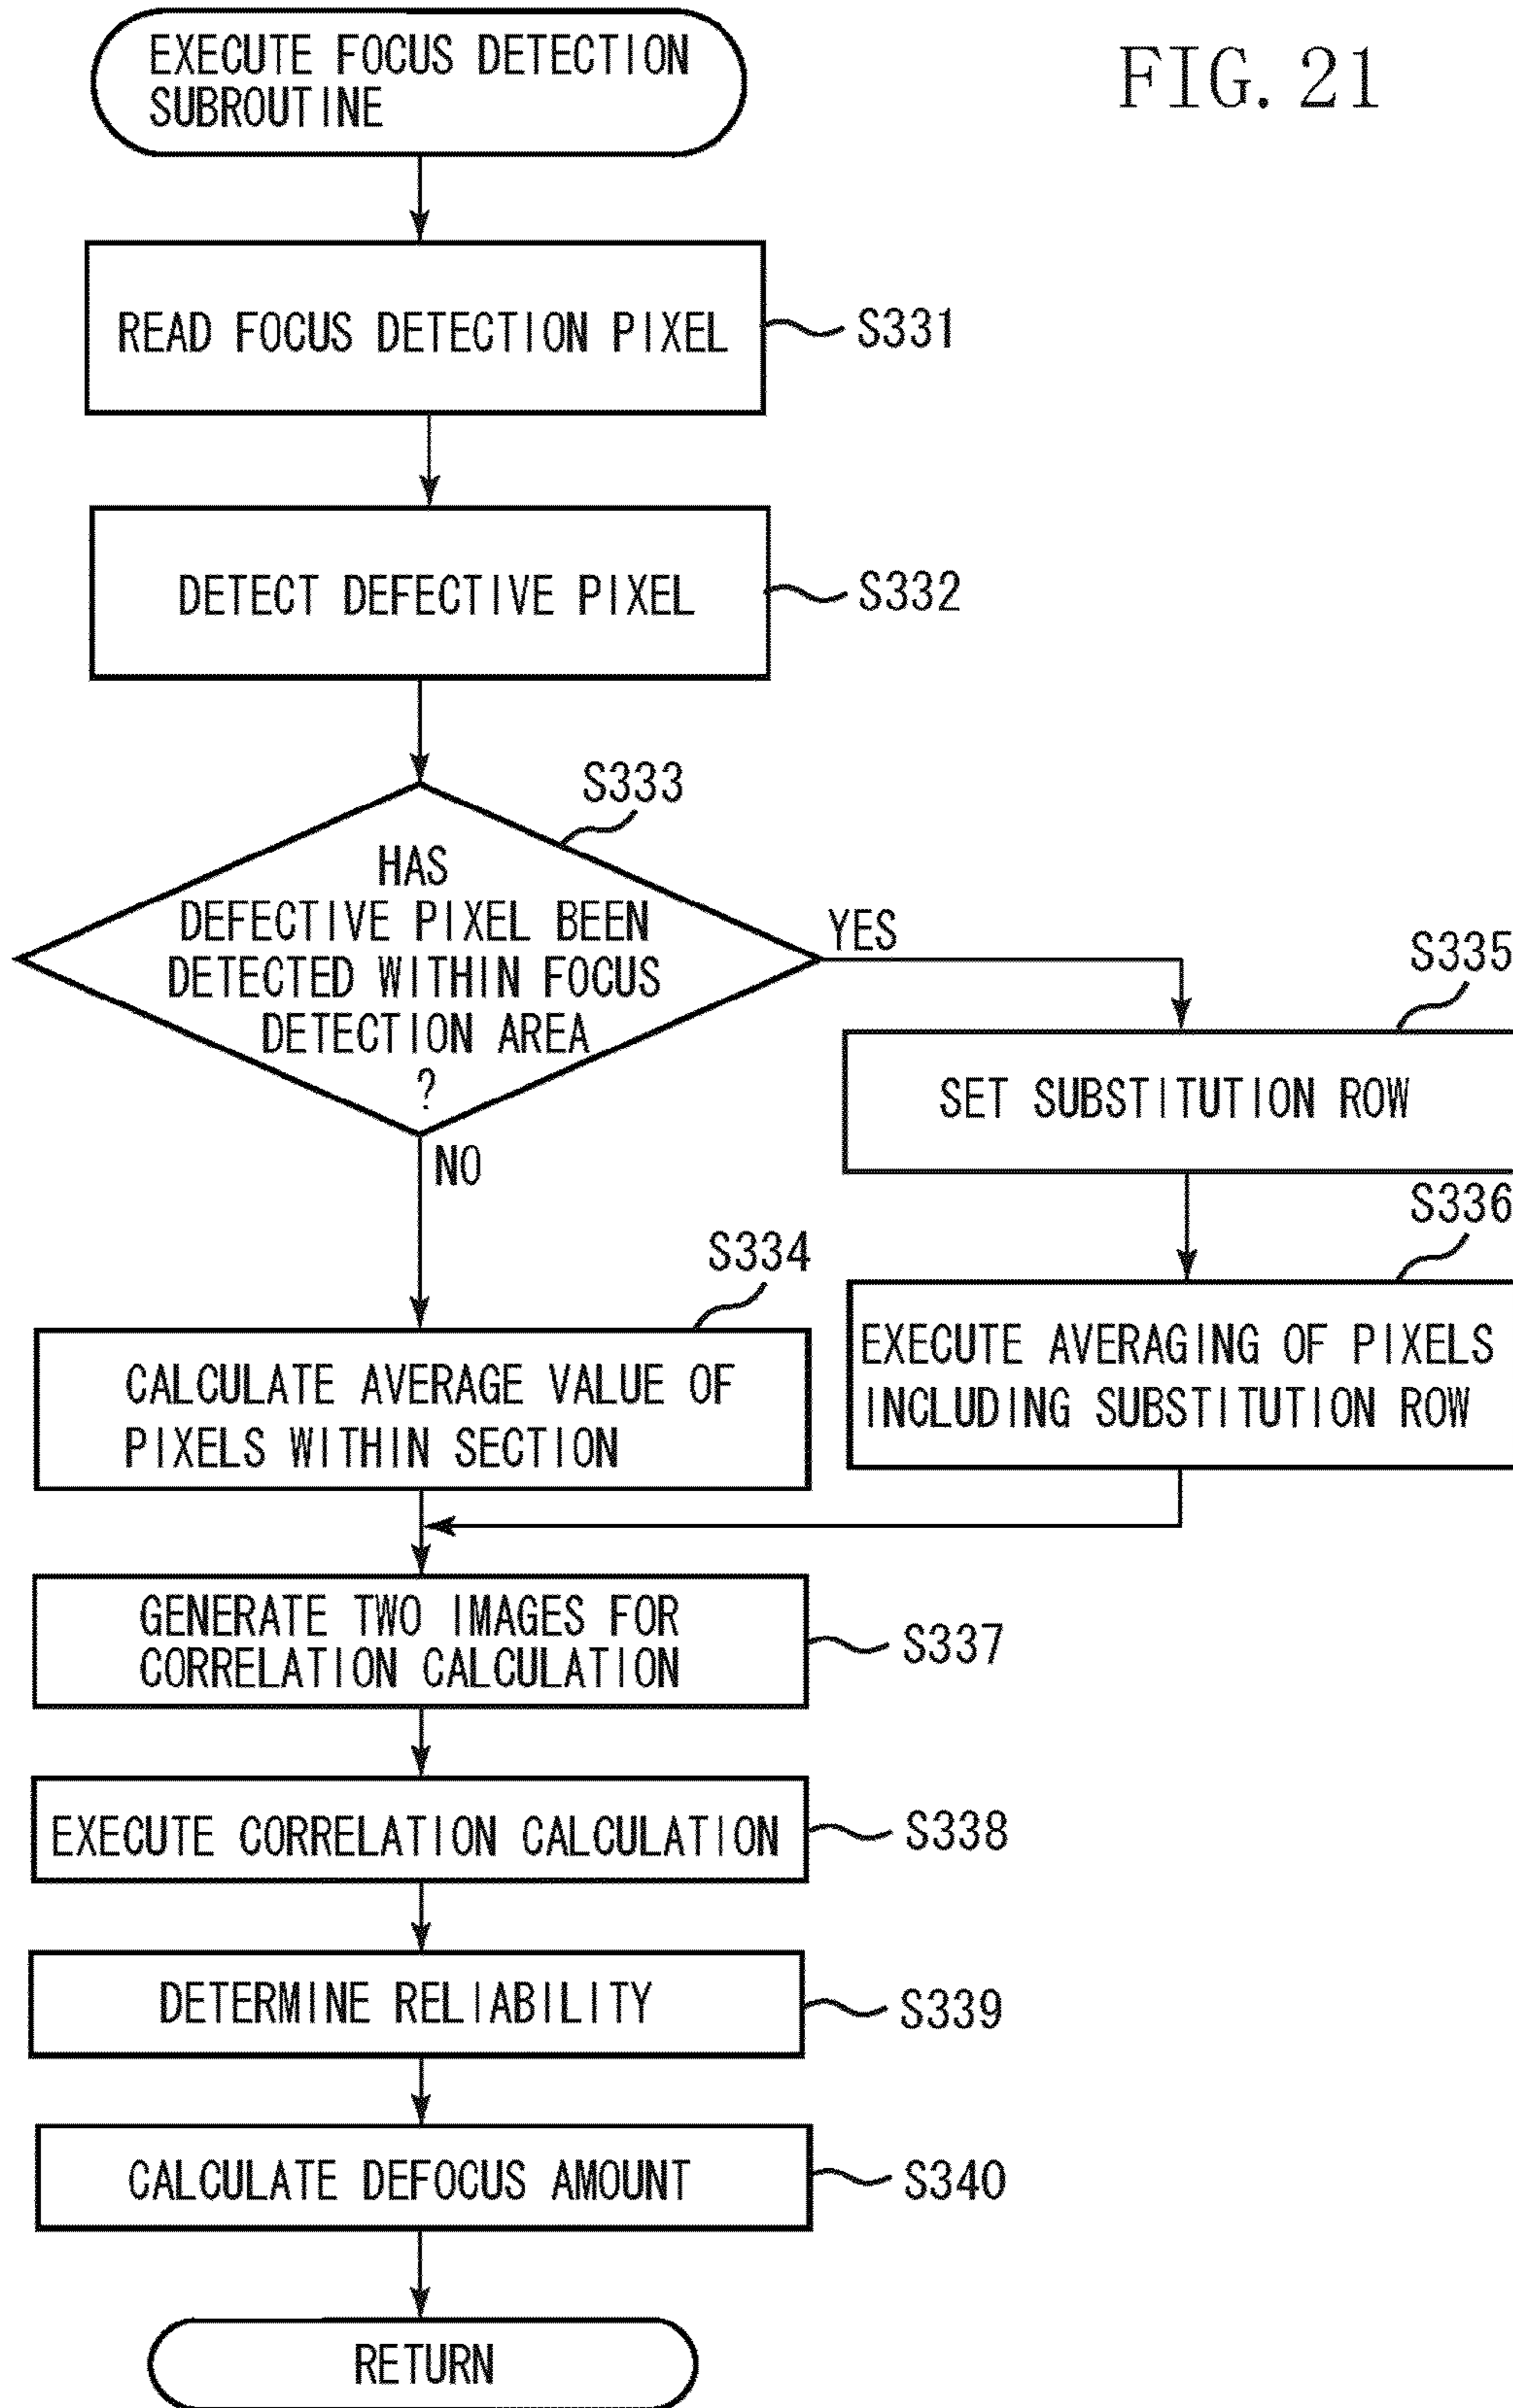 FIG. 21
EXECUTE FOCUS DETECTION
SUBROUTINE
READ FOCUS DETECTION PIXEL
S331
DETECT DEFECTIVE PIXEL
S332
S333
HAS
DEFECTIVE PIXEL BEEN
DETECTED WITHIN FOCUS
DETECTION AREA
?
YES
NO
S335
SET SUBSTITUTION ROW
S336
EXECUTE AVERAGING OF PIXELS
INCLUDING SUBSTITUTION ROW
S334
CALCULATE AVERAGE VALUE OF
PIXELS WITHIN SECTION
GENERATE TWO IMAGES FOR
CORRELATION CALCULATION
S337
EXECUTE CORRELATION CALCULATION
S338
DETERMINE RELIABILITY
S339
CALCULATE DEFOCUS AMOUNT
S340
RETURN